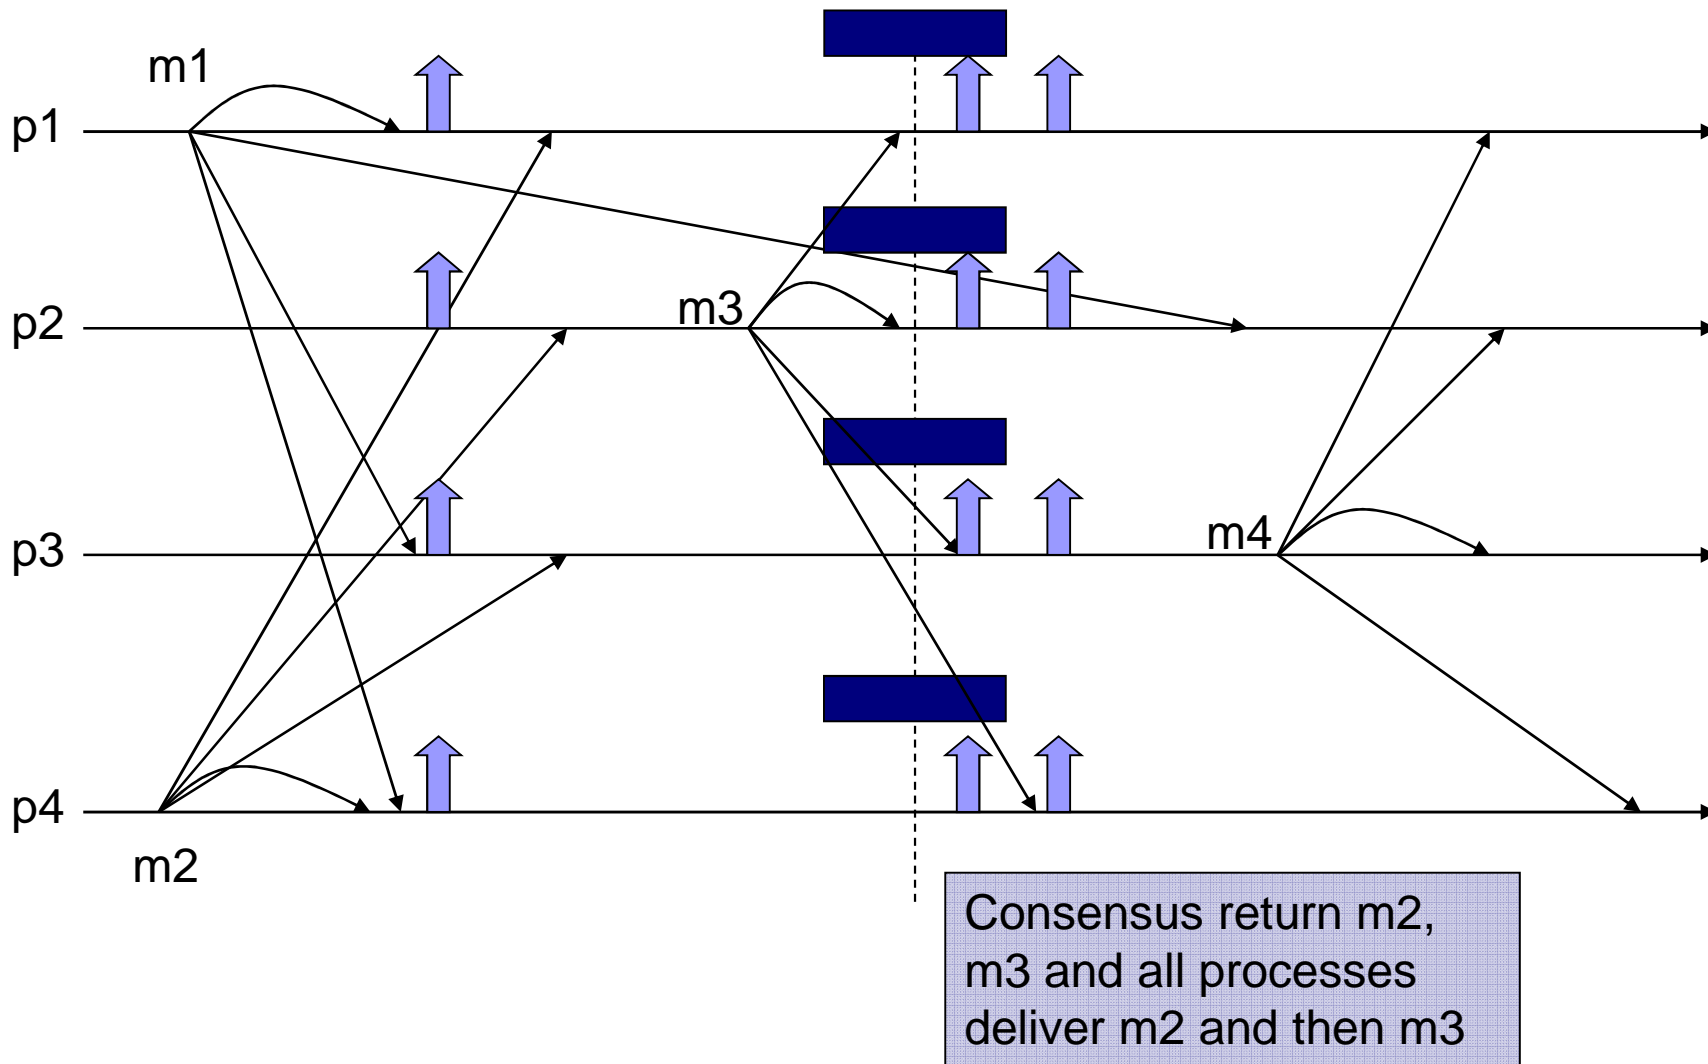 m1
p1
p2
m3
p3
m4
p4
m2
Consensus return m2,
m3 and all processes
deliver m2 and then m3